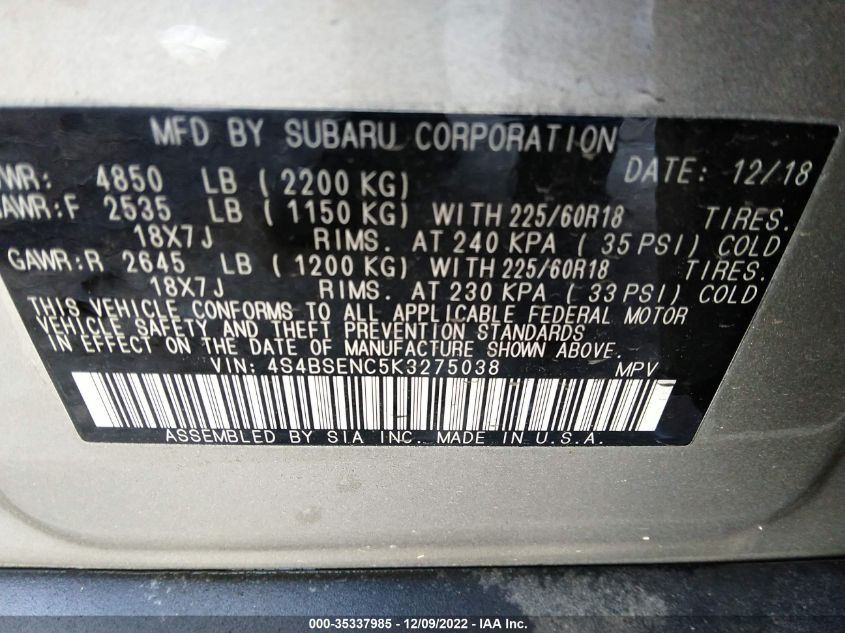 MFD BY SUBARU CORPORATION
DATE: 12/18
WR: 4850 LB ( 2200 KG)
AWR:F 2535 LB ( 1150 KG) WITH 225/60R18 TIRES.
18X7J RIMS. AT 240 KPA ( 35 PSI) COLD
GAWR:R 2645 LB ( 1200 KG) WITH 225/60R18 TIRES.
18X7J RIMS. AT 230 KPA ( 33 PSI) COLD
THIS VEHICLE CONFORMS TO ALL APPLICABLE FEDERAL MOTOR
VEHICLE SAFETY AND THEFT PREVENTION STANDARDS
IN EFFECT ON THE DATE OF MANUFACTURE SHOWN ABOVE.
VIN: 4S4BSENC5K3275038 MPV
ASSEMBLED BY SIA INC. MADE IN U.S.A.
000-35337985 - 12/09/2022 - IAA Inc.